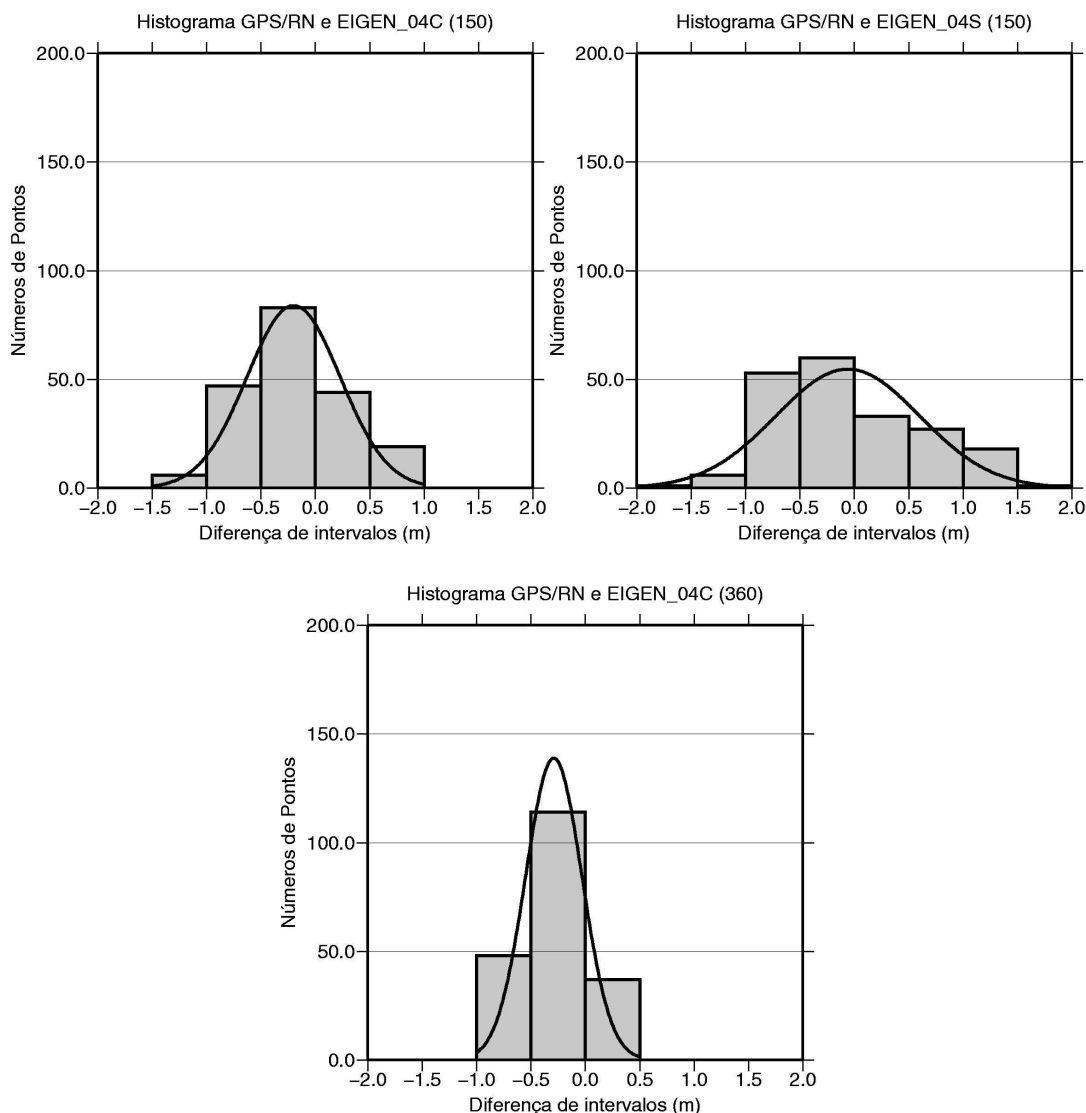 Histograma GPS/RN e EIGEN_04C (150)
200.0
150.0
100.0
50.0
0.0
Números de Pontos
−2.0 −1.5 −1.0 −0.5 0.0 0.5 1.0 1.5 2.0
Diferença de intervalos (m)
Histograma GPS/RN e EIGEN_04S (150)
200.0
150.0
100.0
50.0
0.0
Números de Pontos
−2.0 −1.5 −1.0 −0.5 0.0 0.5 1.0 1.5 2.0
Diferença de intervalos (m)
Histograma GPS/RN e EIGEN_04C (360)
200.0
150.0
100.0
50.0
0.0
Números de Pontos
−2.0 −1.5 −1.0 −0.5 0.0 0.5 1.0 1.5 2.0
Diferença de intervalos (m)